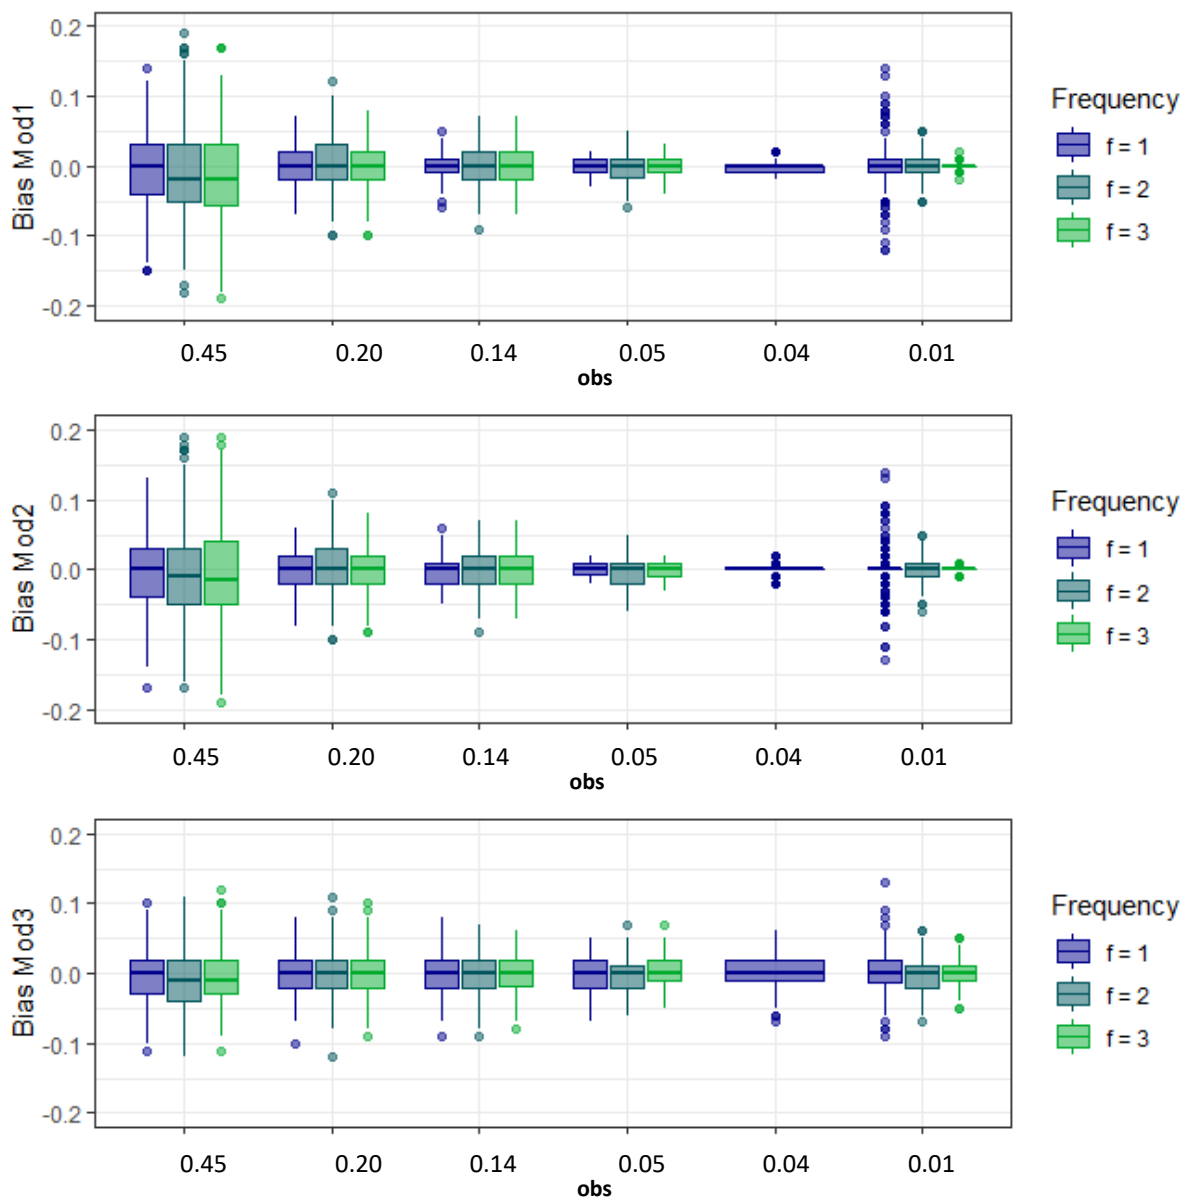 Bias Mod1
0.2
0.1
0.0
-0.1
-0.2
0.45 0.20 0.14 0.05 0.04 0.01
obs
Frequency
f = 1
f = 2
f = 3
Bias Mod2
0.2
0.1
0.0
-0.1
-0.2
0.45 0.20 0.14 0.05 0.04 0.01
obs
Frequency
f = 1
f = 2
f = 3
Bias Mod3
0.2
0.1
0.0
-0.1
-0.2
0.45 0.20 0.14 0.05 0.04 0.01
obs
Frequency
f = 1
f = 2
f = 3